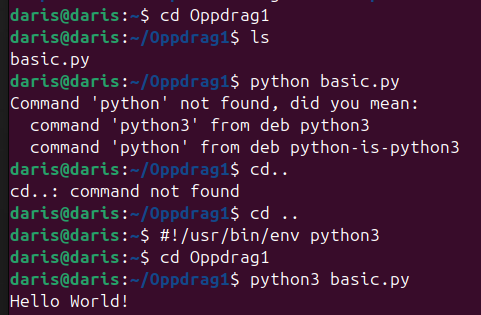 daris@daris:~$ cd Oppdrag1
daris@daris:~/Oppdrag1$ ls
basic.py
daris@daris:~/Oppdrag1$ python basic.py
Command 'python' not found, did you mean:
  command 'python3' from deb python3
  command 'python' from deb python-is-python3
daris@daris:~/Oppdrag1$ cd..
cd..: command not found
daris@daris:~/Oppdrag1$ cd ..
daris@daris:~$ #!/usr/bin/env python3
daris@daris:~$ cd Oppdrag1
daris@daris:~/Oppdrag1$ python3 basic.py
Hello World!